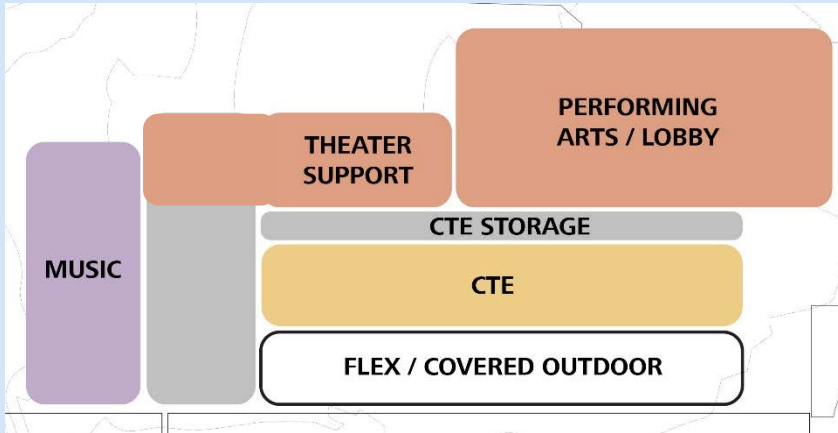 PERFORMING
ARTS / LOBBY
THEATER
SUPPORT
CTE STORAGE
MUSIC
CTE
FLEX / COVERED OUTDOOR